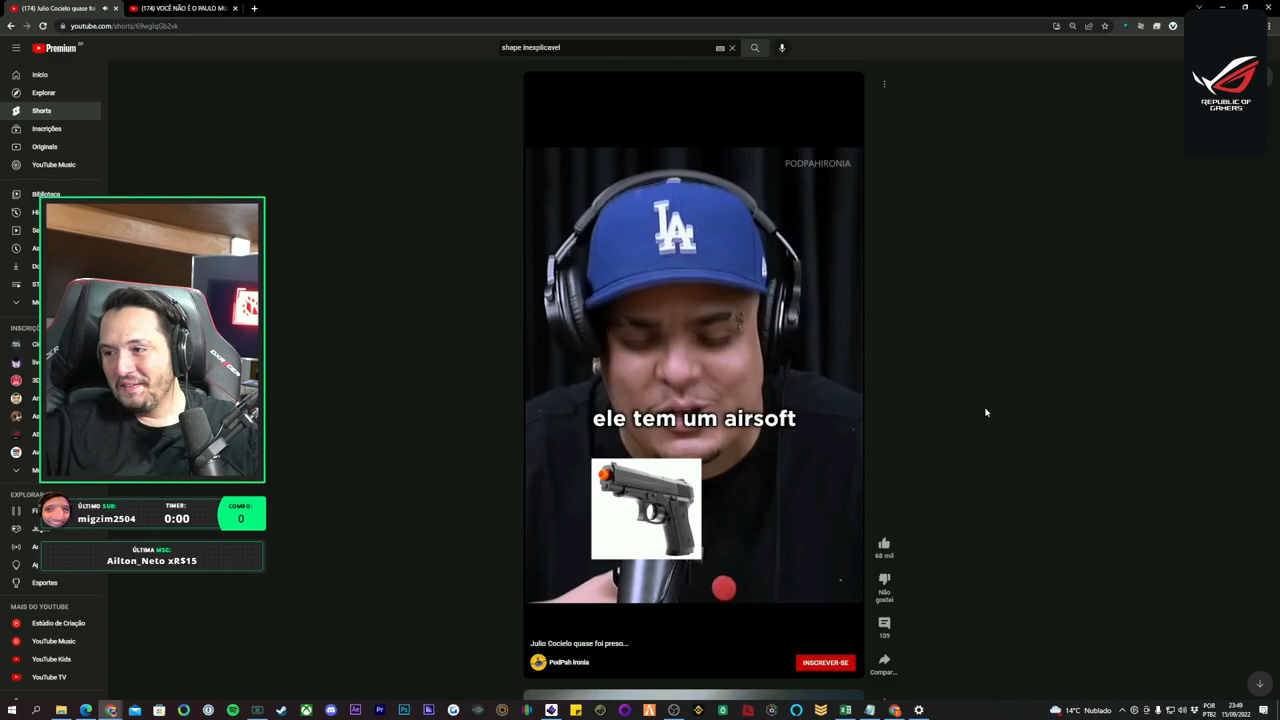 (174) Julio Cocielo quase foi
(174) VOCÊ NÃO É O PAULO MU
youtube.com/shorts/69wgIqGb2vk
Premium
BR
shape inexplicavel
REPUBLIC OF
GAMERS
Início
Explorar
Shorts
Inscrições
Originals
YouTube Music
Biblioteca
INSCRIÇÕ
EXPLORAR
Esportes
MAIS DO YOUTUBE
Estúdio de Criação
YouTube Music
YouTube Kids
YouTube TV
ÚLTIMO SUB:
migzim2504
TIMER:
0:00
COMBO:
0
ÚLTIMA MSG:
Ailton_Neto xR$15
PODPAHIRONIA
LA
ele tem um airsoft
68 mil
Não
gostei
109
Compar...
Julio Cocielo quase foi preso...
PodPah ironia
INSCREVER-SE
14°C Nublado
POR
PTB2
23:49
15/09/2022